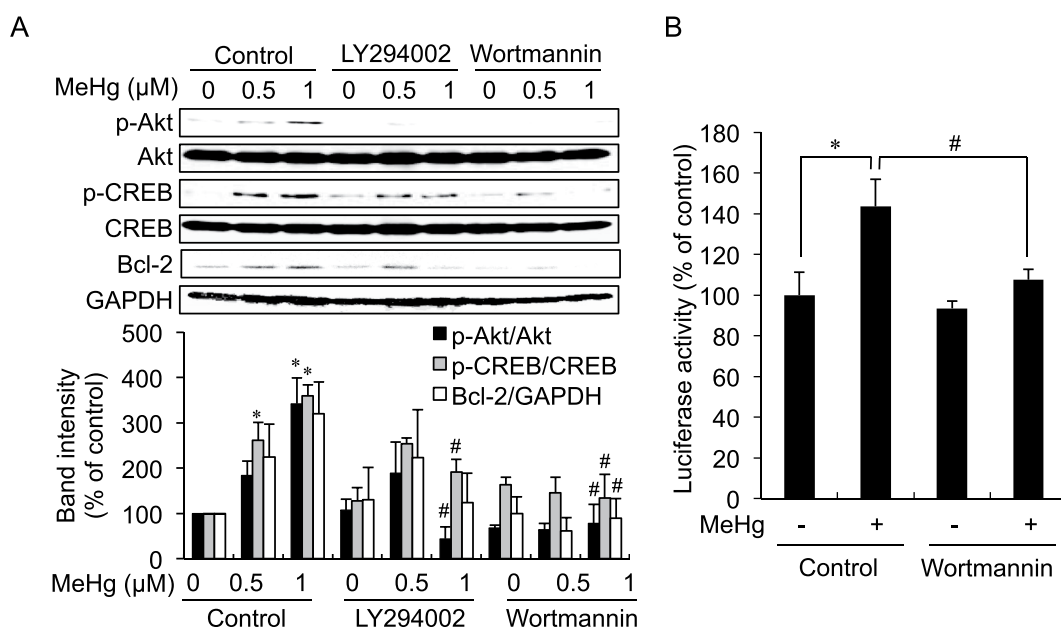 A
Control LY294002 Wortmannin
MeHg (μM) 0 0.5 1 0 0.5 0 0.5 1
p-Akt
Akt
p-CREB
CREB
Bcl-2
GAPDH
500
400
300
200
100
0
Band intensity
(% of control)
p-Akt/Akt
p-CREB/CREB
Bcl-2/GAPDH
*
* *
#
#
# # #
MeHg (μM) 0 0.5 1 0 0.5 1 0 0.5 1
Control LY294002 Wortmannin
B
180
160
140
120
100
80
60
40
20
0
Luciferase activity (% of control)
* #
MeHg - + - +
Control Wortmannin